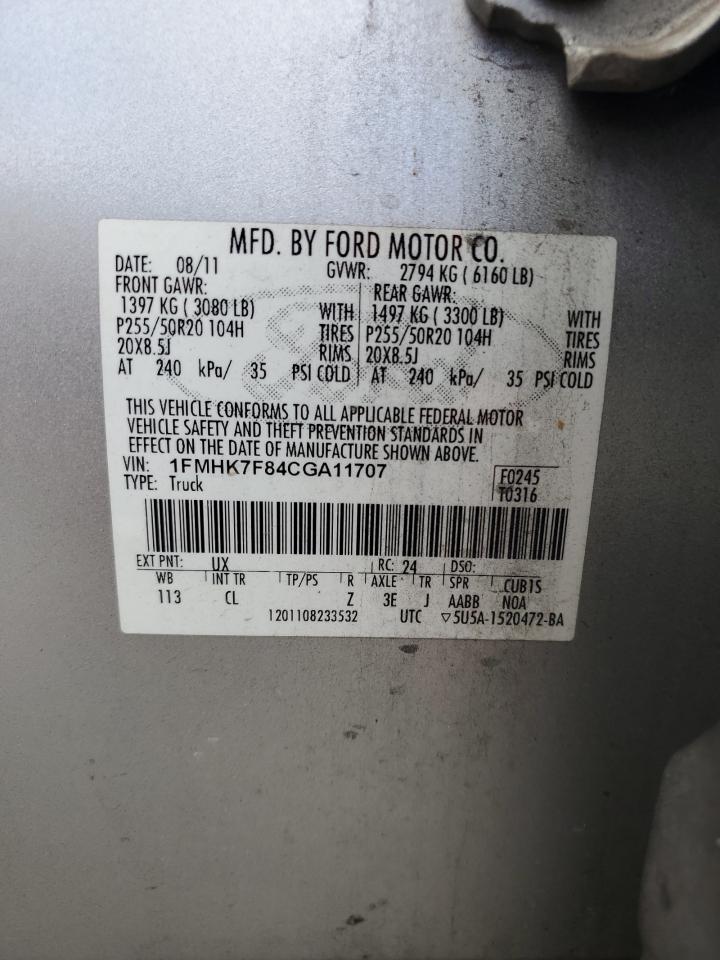 MFD. BY FORD MOTOR CO.
DATE: 08/11 GVWR: 2794 KG ( 6160 LB)
FRONT GAWR: REAR GAWR:
1397 KG ( 3080 LB) WITH 1497 KG ( 3300 LB) WITH
P255/50R20 104H TIRES P255/50R20 104H TIRES
20X8.5J RIMS 20X8.5J RIMS
AT 240 kPa/ 35 PSI COLD AT 240 kPa/ 35 PSI COLD
THIS VEHICLE CONFORMS TO ALL APPLICABLE FEDERAL MOTOR
VEHICLE SAFETY AND THEFT PREVENTION STANDARDS IN
EFFECT ON THE DATE OF MANUFACTURE SHOWN ABOVE.
VIN: 1FMHK7F84CGA11707 F0245
TYPE: Truck T0316
EXT PNT: UX RC: 24 DSO:
WB INT TR TP/PS R AXLE TR SPR CUB1S
113 CL Z 3E J AABB NOA
1201108233532 UTC ▽5U5A-1520472-BA